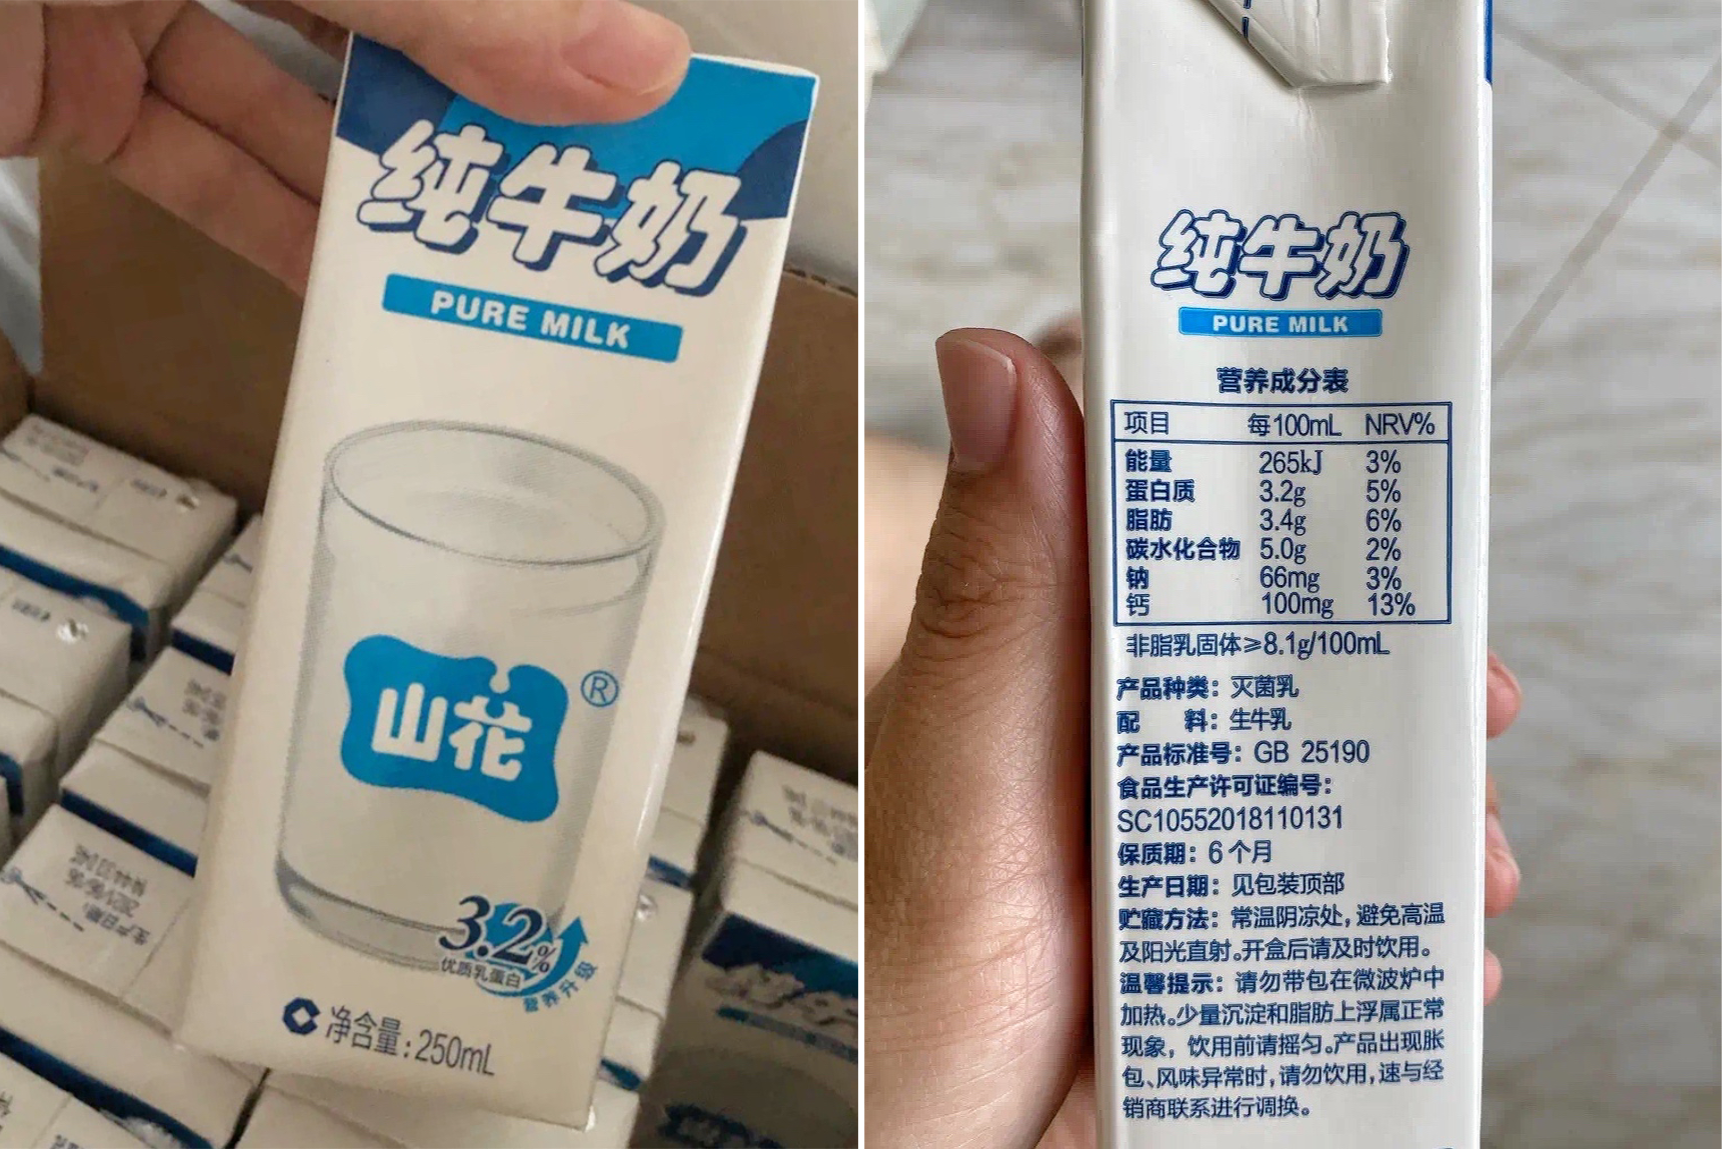 纯牛奶
PURE MILK
山花®
3.2%
优质乳蛋白
营养升级
C 净含量:250mL
生产日期:
纯牛奶
PURE MILK
营养成分表
项目 每100mL NRV%
能量 265kJ 3%
蛋白质 3.2g 5%
脂肪 3.4g 6%
碳水化合物 5.0g 2%
钠 66mg 3%
钙 100mg 13%
非脂乳固体≥8.1g/100mL
产品种类：灭菌乳
配 料：生牛乳
产品标准号：GB 25190
食品生产许可证编号：
SC10552018110131
保质期：6个月
生产日期：见包装顶部
贮藏方法：常温阴凉处，避免高温
及阳光直射。开盒后请及时饮用。
温馨提示：请勿带包在微波炉中
加热。少量沉淀和脂肪上浮属正常
现象，饮用前请摇匀。产品出现胀
包、风味异常时，请勿饮用，速与经
销商联系进行调换。